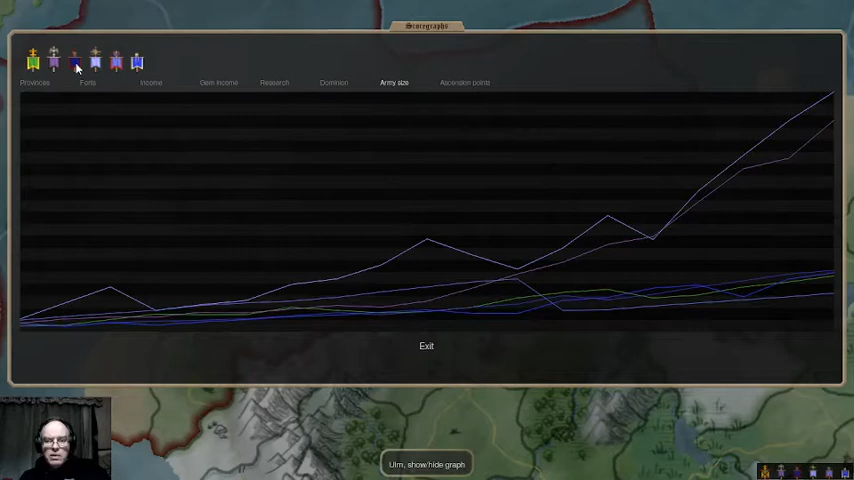 Scoregraphs
Provinces Forts Income Gem income Research Dominion Army size Ascension points
Exit
Ulm, show/hide graph